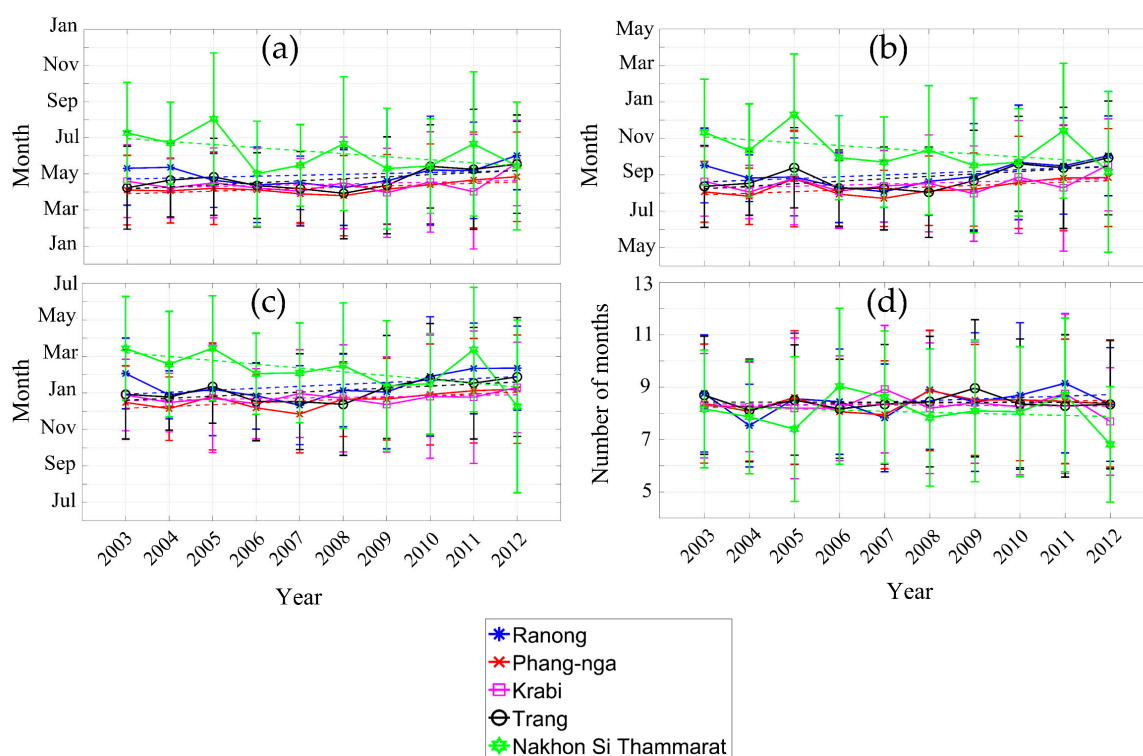 (a)
Jan
Nov
Sep
Jul
May
Mar
Jan
Month
(b)
May
Mar
Jan
Nov
Sep
Jul
May
Month
(c)
Jul
May
Mar
Jan
Nov
Sep
Jul
Month
2003 2004 2005 2006 2007 2008 2009 2010 2011 2012
Year
(d)
13
11
9
7
5
Number of months
2003 2004 2005 2006 2007 2008 2009 2010 2011 2012
Year
Ranong
Phang-nga
Krabi
Trang
Nakhon Si Thammarat